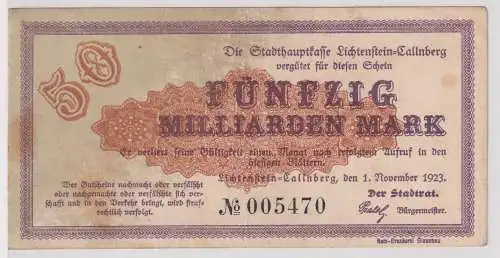 50
Die Stadthauptkasse Lichtenstein-Callnberg
vergütet für diesen Schein
FÜNFZIG
MILLIARDEN MARK
Er verliert seine Gültigkeit einen Monat nach erfolgtem Aufruf in den
hiesigen Blättern.
Lichtenstein-Callnberg, den 1. November 1923.
Wer Gutscheine nachmacht oder verfälscht
oder nachgemachte oder verfälschte sich ver-
schafft und in den Verkehr bringt, wird straf-
rechtlich verfolgt.
Der Stadtrat.
Bürgermeister.
№ 005470
Rats-Druckerei Glauchau